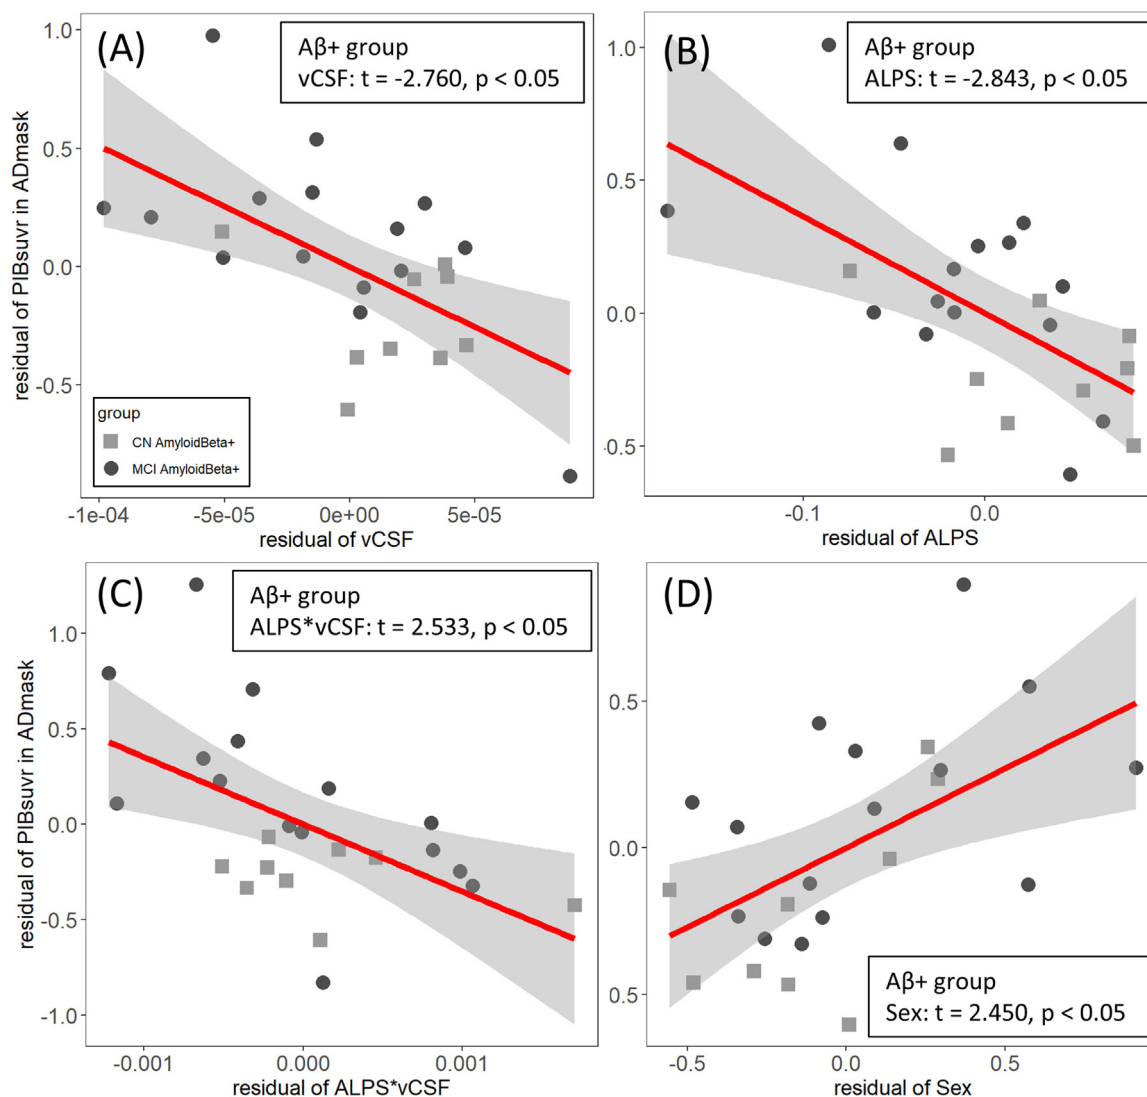 (A)
Aβ+ group
vCSF: t = -2.760, p < 0.05
1.0
0.5
0.0
-0.5
residual of PIBsuvr in ADmask
group
CN AmyloidBeta+
MCI AmyloidBeta+
-1e-04 -5e-05 0e+00 5e-05
residual of vCSF
(B)
Aβ+ group
ALPS: t = -2.843, p < 0.05
1.0
0.5
0.0
-0.5
-0.1 0.0
residual of ALPS
(C)
Aβ+ group
ALPS*vCSF: t = 2.533, p < 0.05
1.0
0.5
0.0
-0.5
-1.0
residual of PIBsuvr in ADmask
-0.001 0.000 0.001
residual of ALPS*vCSF
(D)
0.5
0.0
0.5
Aβ+ group
Sex: t = 2.450, p < 0.05
-0.5 0.0 0.5
residual of Sex